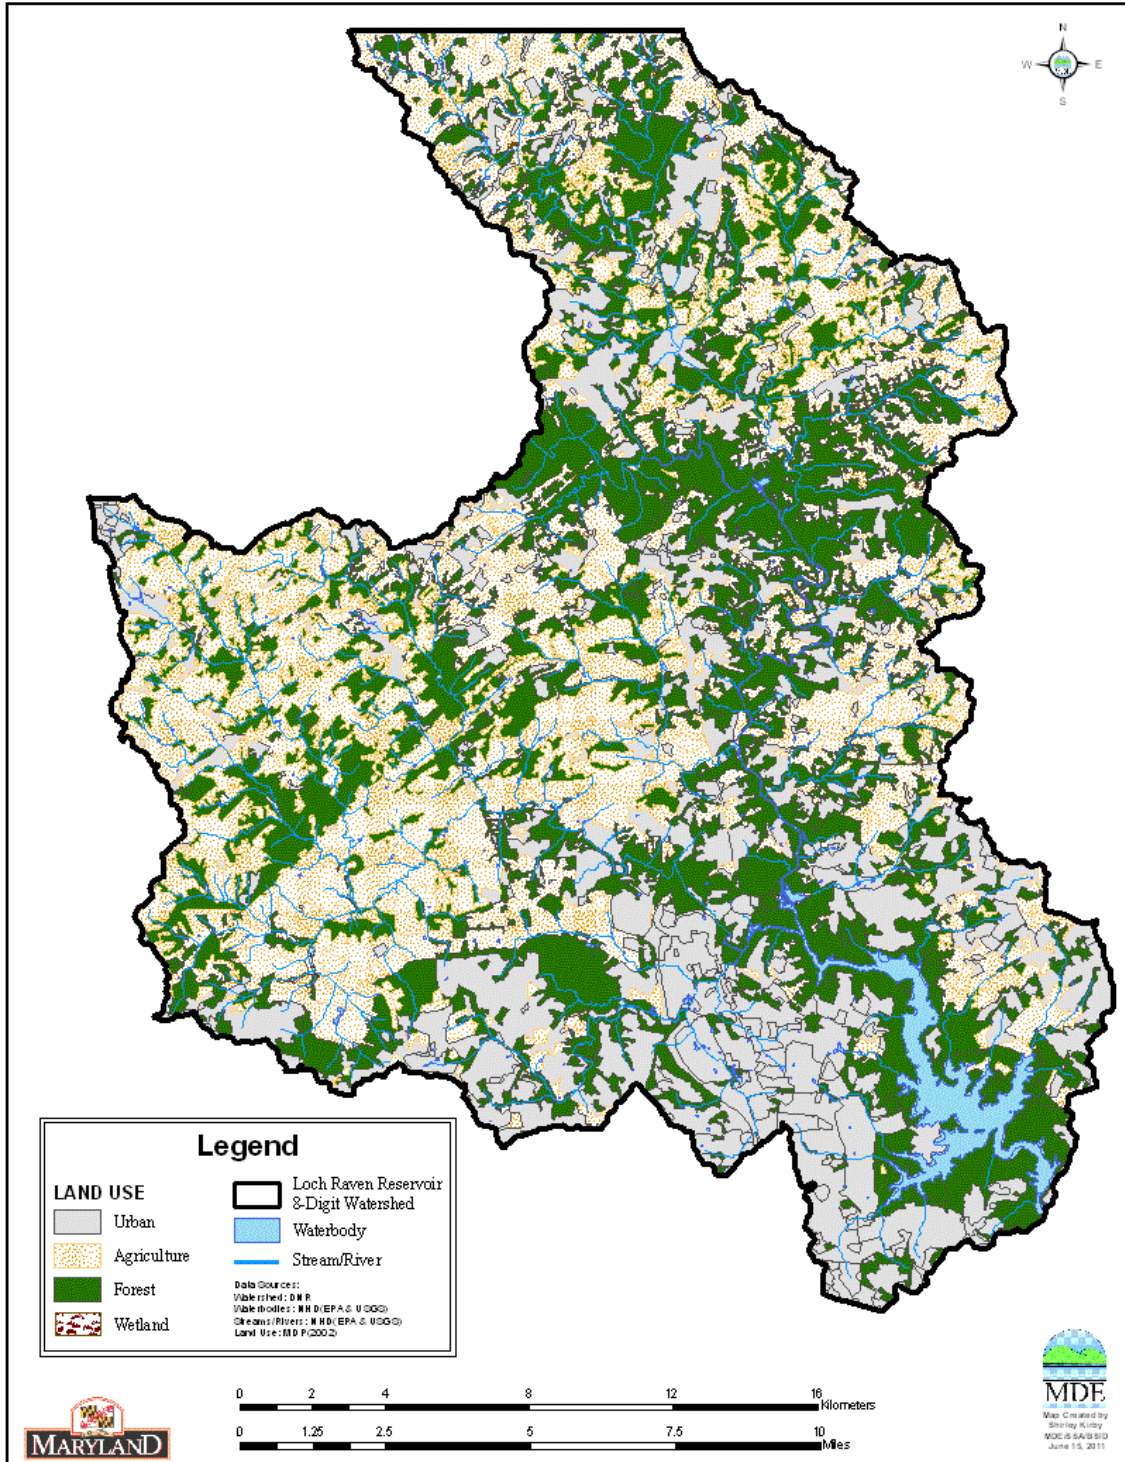 N
W E
S
Legend
LAND USE
Urban
Agriculture
Forest
Wetland
Loch Raven Reservoir
8-Digit Watershed
Waterbody
Stream/River
Data Sources:
Watershed: DNR
Waterbodies: NHD(EPA & USGS)
Streams/Rivers: NHD(EPA & USGS)
Land Use: MDP(2002)
0 2 4 8 12 16
Kilometers
0 1.25 2.5 5 7.5 10
Miles
MARYLAND
MDE
Map Created by
Shirley Kirby
MDE/SSA/BSID
June 15, 2011